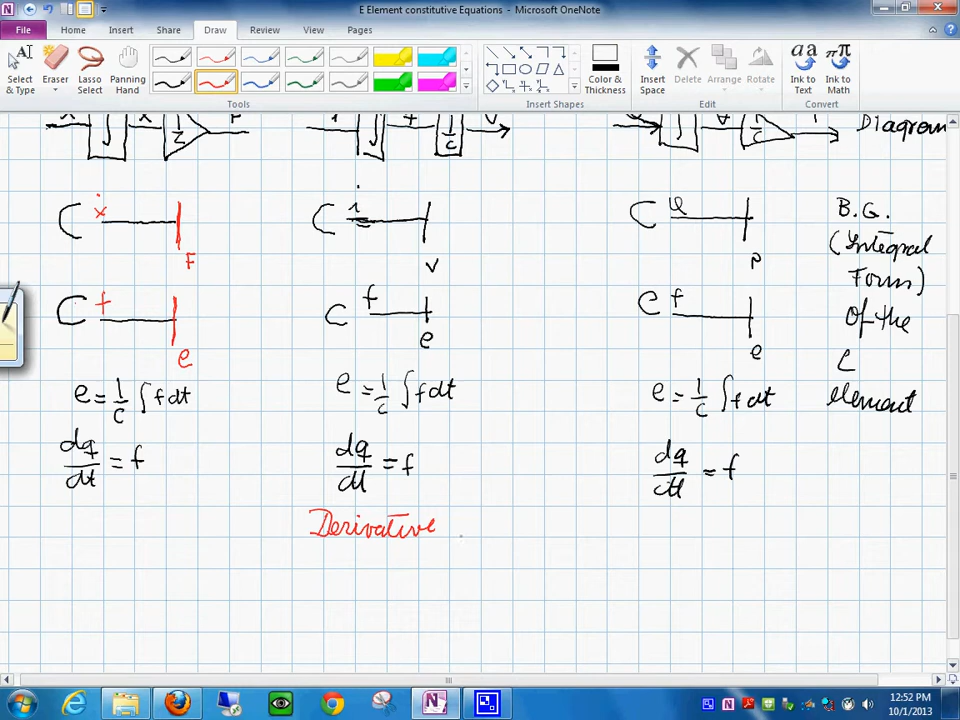 E Element constitutive Equations - Microsoft OneNote
File Home Insert Share Draw Review View Pages
Select & Type
Eraser
Lasso Select
Panning Hand
Color & Thickness
Insert Space
Delete
Arrange
Rotate
Ink to Text
Ink to Math
Tools
Insert Shapes
Edit
Convert
∫ 1/c
∫ 1/c V
∫ 1/c Diagram
C ẋ F
C i V
C Q P
B.G.
(Integral
Form)
of the
C
element
C f e
C f e
C f e
e = 1/c ∫ f dt
e = 1/c ∫ f dt
e = 1/c ∫ f dt
dq/dt = f
dq/dt = f
dq/dt = f
Derivative
12:52 PM
10/1/2013